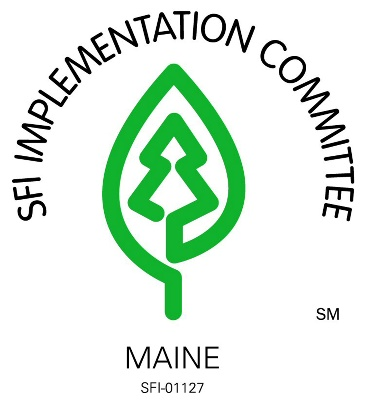 SFI IMPLEMENTATION COMMITTEE
SM
MAINE
SFI-01127